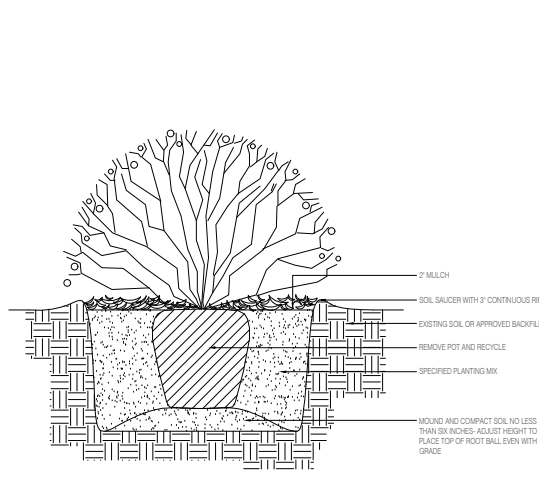 2' MULCH
SOIL SAUCER WITH 3" CONTINUOUS RIM
EXISTING SOIL OR APPROVED BACKFILL
REMOVE POT AND RECYCLE
SPECIFIED PLANTING MIX
MOUND AND COMPACT SOIL NO LESS
THAN SIX INCHES- ADJUST HEIGHT TO
PLACE TOP OF ROOT BALL EVEN WITH
GRADE